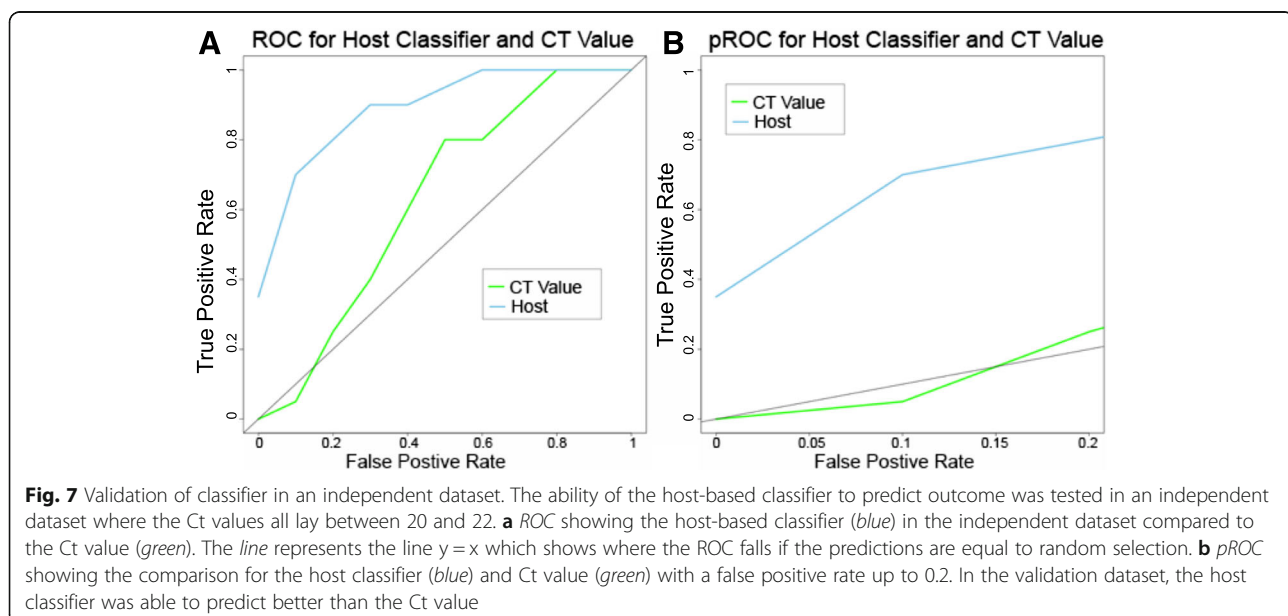 A ROC for Host Classifier and CT Value
True Positive Rate
1
0.8
0.6
0.4
0.2
0
0 0.2 0.4 0.6 0.8 1
False Postive Rate
CT Value
Host
B pROC for Host Classifier and CT Value
True Positive Rate
1
0.8
0.6
0.4
0.2
0
0 0.05 0.1 0.15 0.2
False Postive Rate
CT Value
Host
Fig. 7 Validation of classifier in an independent dataset. The ability of the host-based classifier to predict outcome was tested in an independent
dataset where the Ct values all lay between 20 and 22. a ROC showing the host-based classifier (blue) in the independent dataset compared to
the Ct value (green). The line represents the line y = x which shows where the ROC falls if the predictions are equal to random selection. b pROC
showing the comparison for the host classifier (blue) and Ct value (green) with a false positive rate up to 0.2. In the validation dataset, the host
classifier was able to predict better than the Ct value